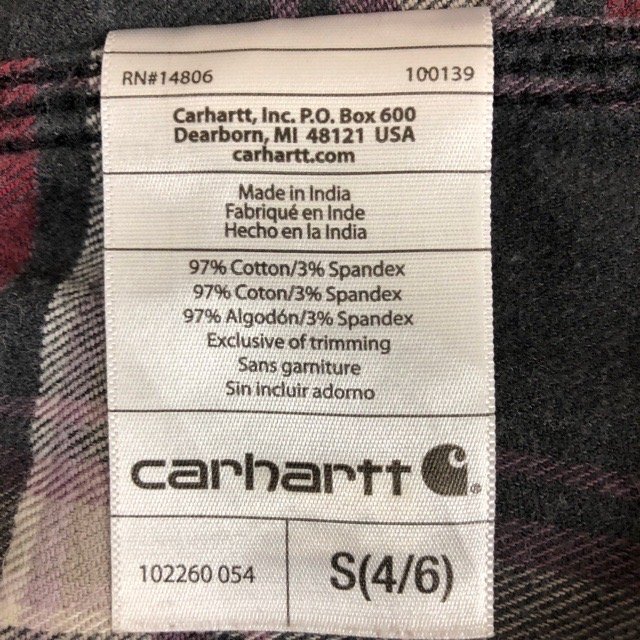 RN#14806 100139
Carhartt, Inc. P.O. Box 600
Dearborn, MI 48121 USA
carhartt.com
Made in India
Fabriqué en Inde
Hecho en la India
97% Cotton/3% Spandex
97% Coton/3% Spandex
97% Algodón/3% Spandex
Exclusive of trimming
Sans garniture
Sin incluir adorno
carhartt
102260 054 S(4/6)